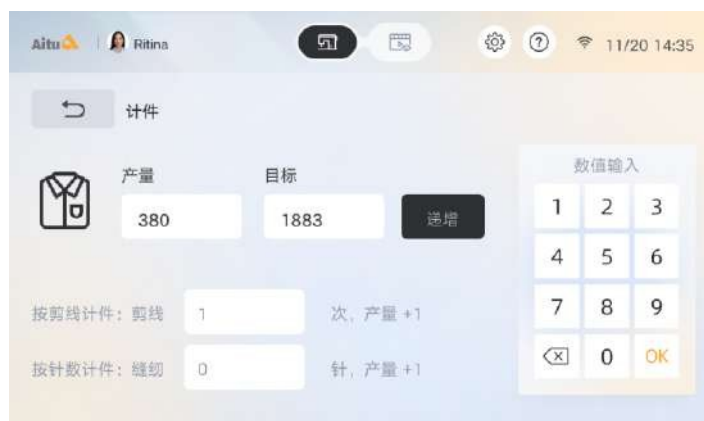 Aitu Ritina 11/20 14:35
计件
产量 目标
380 1883 递增
按剪线计件：剪线 1 次，产量 +1
按针数计件：缝纫 0 针，产量 +1
数值输入
1 2 3
4 5 6
7 8 9
0 OK